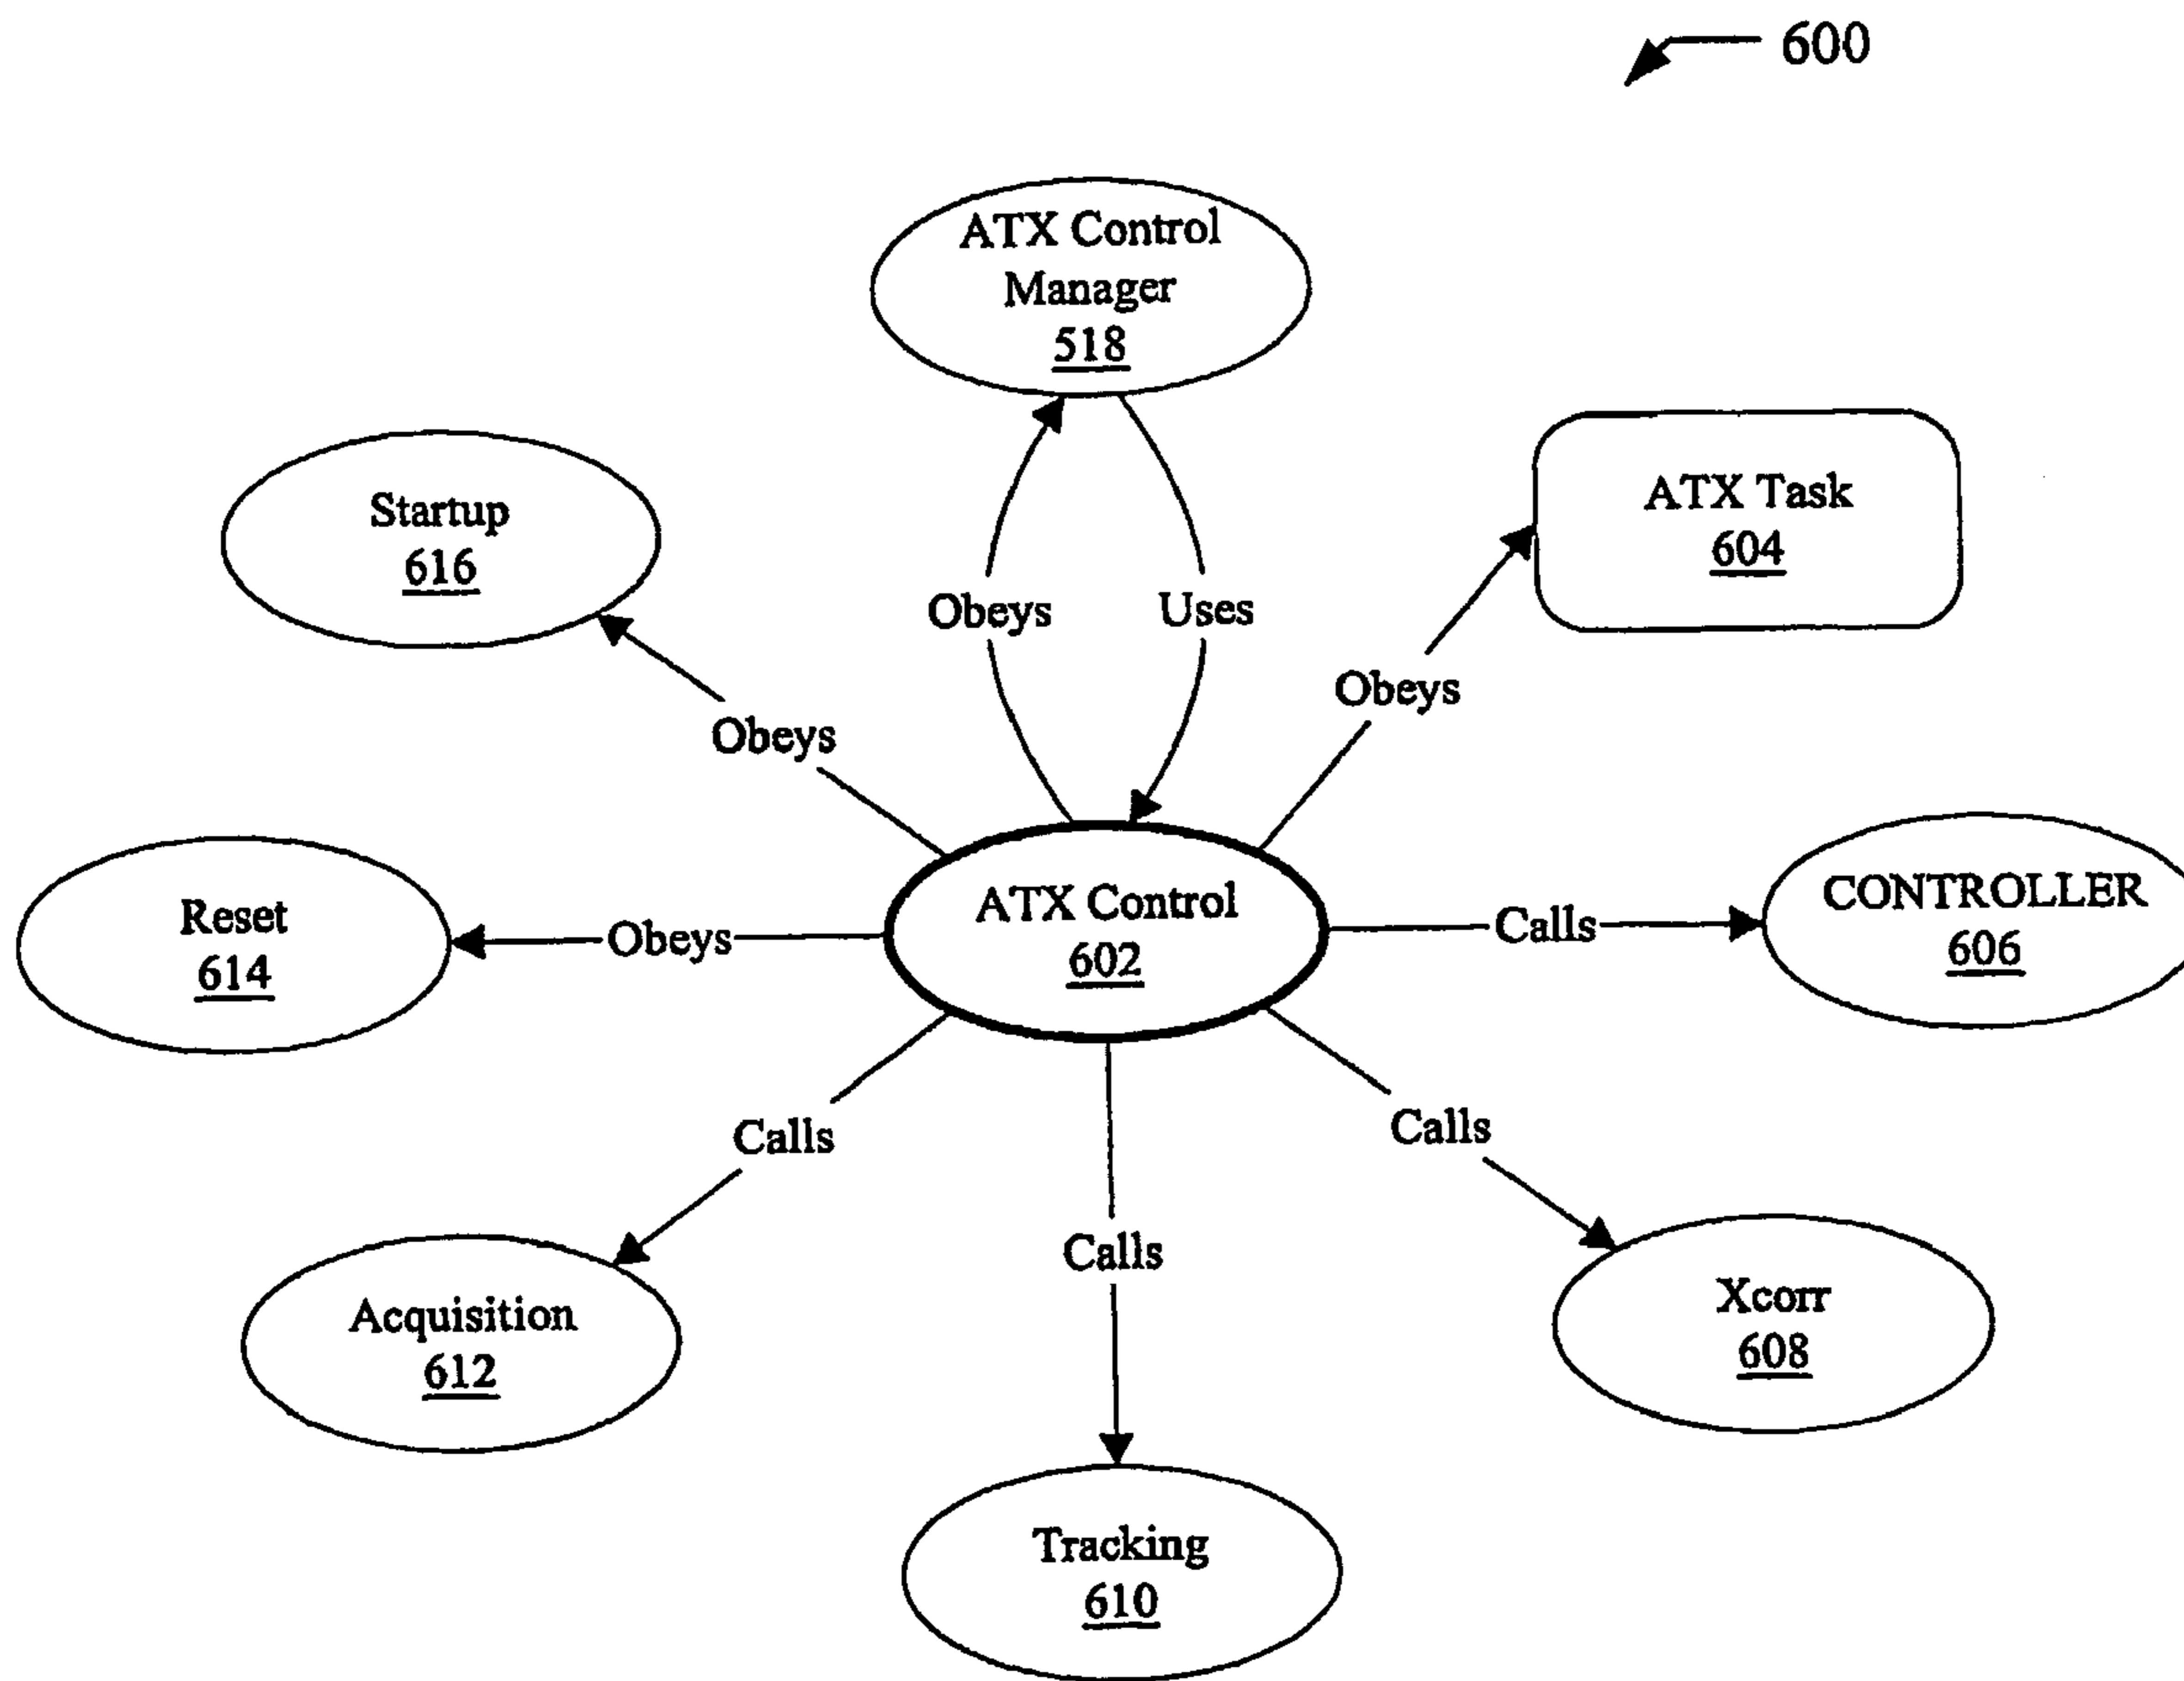 600
ATX Control
Manager
518
Startup
616
ATX Task
604
Obeys
Uses
Obeys
Obeys
Reset
614
Obeys
ATX Control
602
Calls
CONTROLLER
606
Calls
Calls
Calls
Acquisition
612
Xcorr
608
Tracking
610